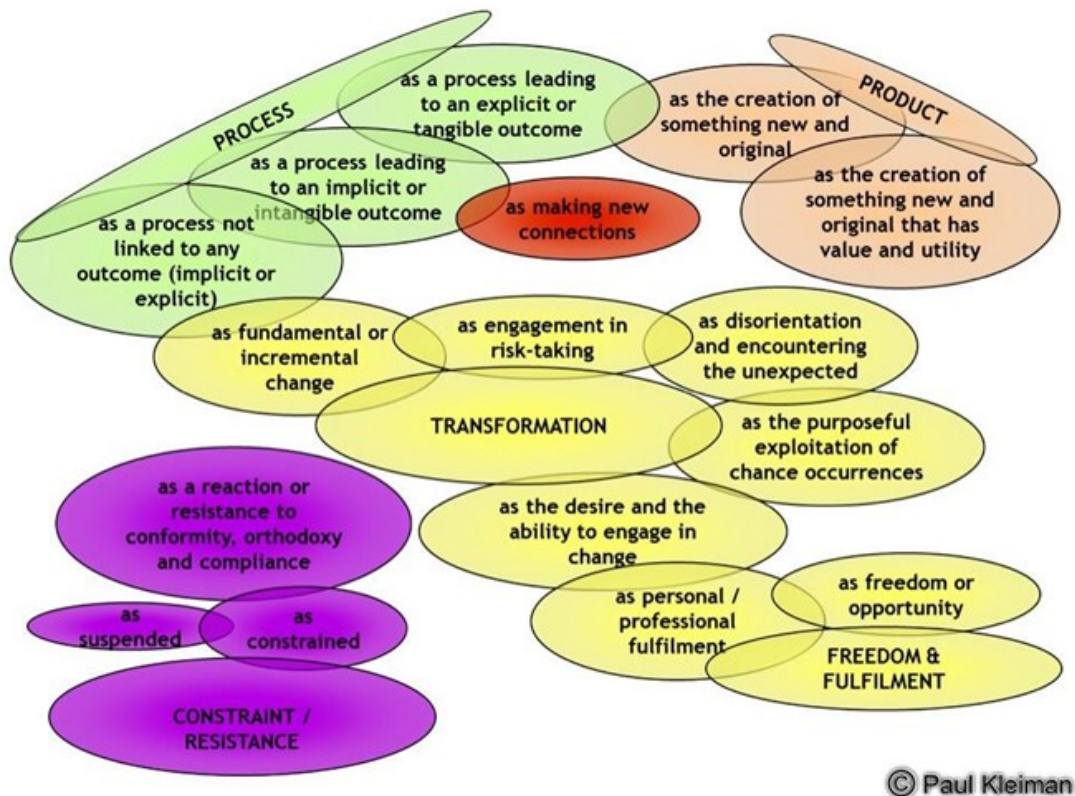 PROCESS
as a process leading
to an explicit or
tangible outcome
as the creation of
something new and
original
PRODUCT
as a process leading
to an implicit or
intangible outcome
as making new
connections
as the creation of
something new and
original that has
value and utility
as a process not
linked to any
outcome (implicit or
explicit)
as fundamental or
incremental
change
as engagement in
risk-taking
as disorientation
and encountering
the unexpected
TRANSFORMATION
as the purposeful
exploitation of
chance occurrences
as a reaction or
resistance to
conformity, orthodoxy
and compliance
as the desire and the
ability to engage in
change
as
suspended
as
constrained
as personal /
professional
fulfilment
as freedom or
opportunity
FREEDOM &
FULFILMENT
CONSTRAINT /
RESISTANCE
© Paul Kleiman